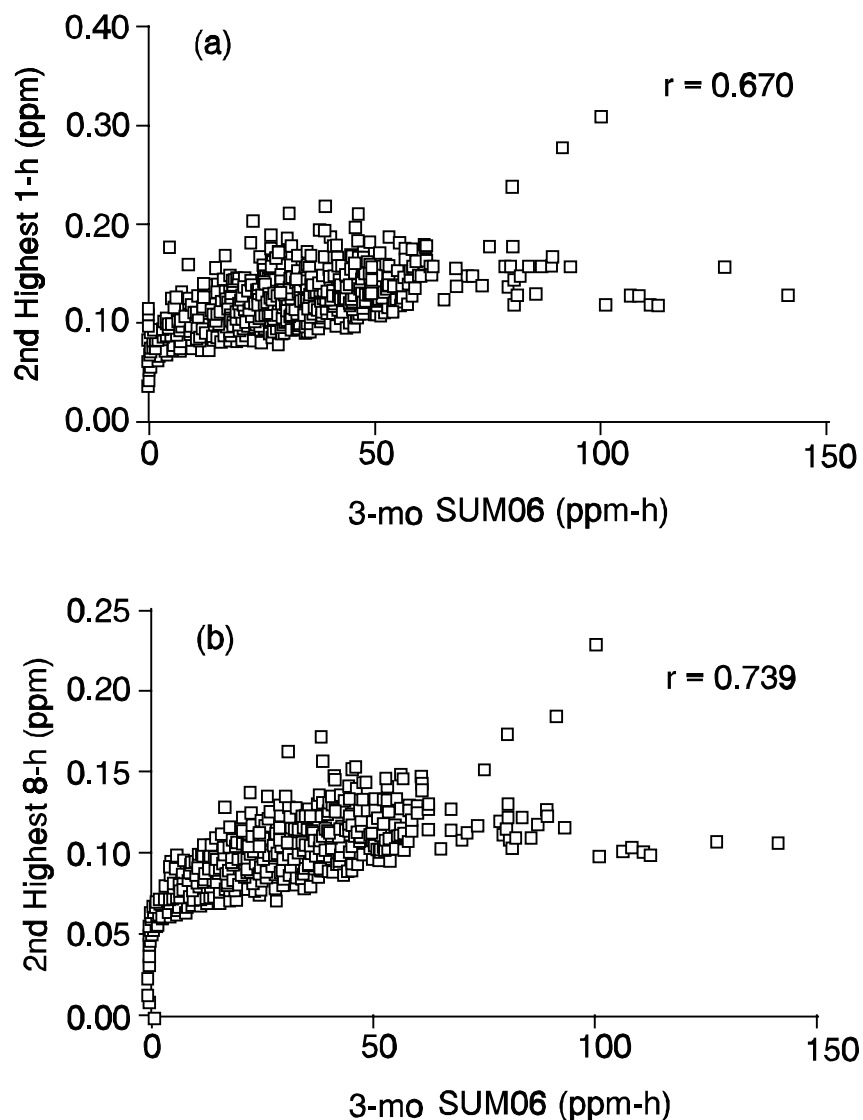 (a)
r = 0.670
2nd Highest 1-h (ppm)
0.40
0.30
0.20
0.10
0.00
0
50
100
150
3-mo SUM06 (ppm-h)
(b)
r = 0.739
2nd Highest 8-h (ppm)
0.25
0.20
0.15
0.10
0.05
0.00
0
50
100
150
3-mo SUM06 (ppm-h)